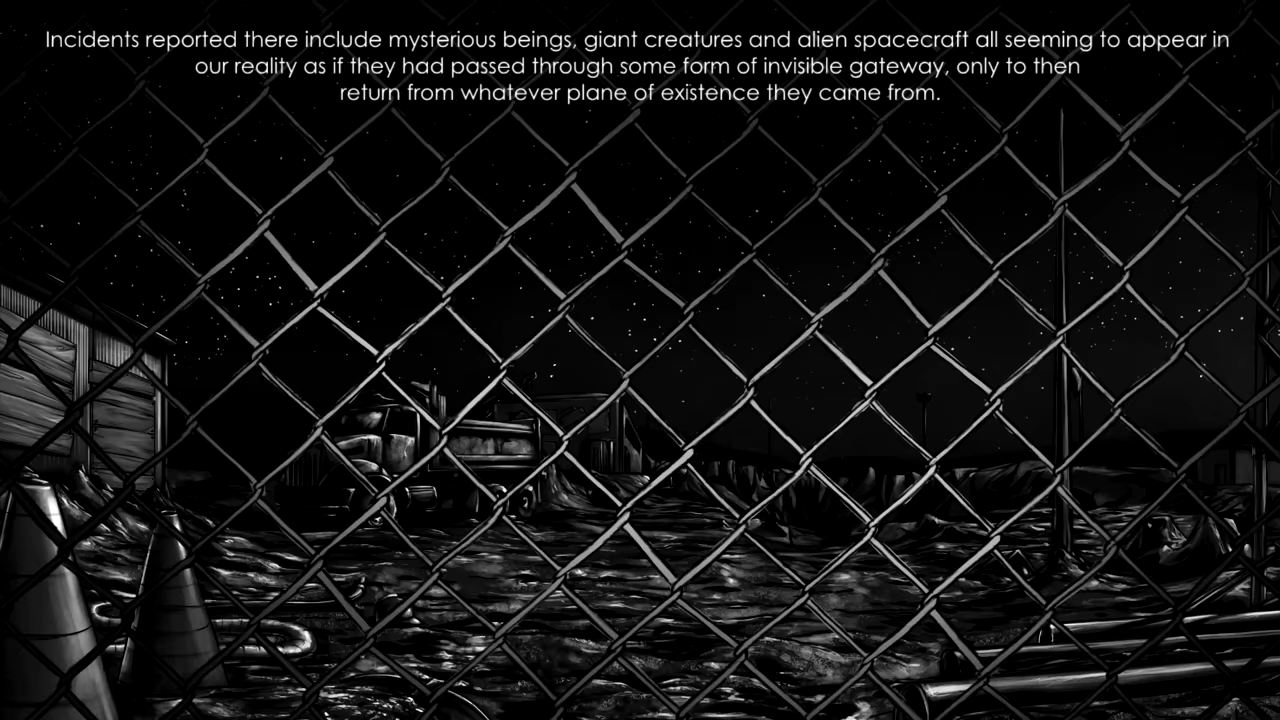 Incidents reported there include mysterious beings, giant creatures and alien spacecraft all seeming to appear in
our reality as if they had passed through some form of invisible gateway, only to then
return from whatever plane of existence they came from.